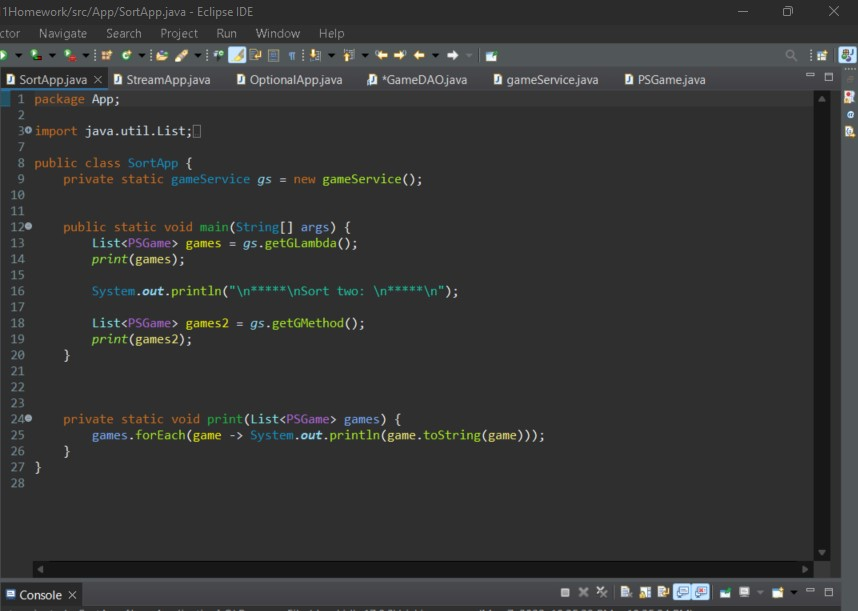 1Homework/src/App/SortApp.java - Eclipse IDE
ctor Navigate Search Project Run Window Help
SortApp.java StreamApp.java OptionalApp.java *GameDAO.java gameService.java PSGame.java
1 package App;
2
3 import java.util.List;
7
8 public class SortApp {
9 private static gameService gs = new gameService();
10
11
12 public static void main(String[] args) {
13 List<PSGame> games = gs.getGLambda();
14 print(games);
15
16 System.out.println("\n*****\nSort two: \n*****\n");
17
18 List<PSGame> games2 = gs.getGMethod();
19 print(games2);
20 }
21
22
23
24 private static void print(List<PSGame> games) {
25 games.forEach(game -> System.out.println(game.toString(game)));
26 }
27 }
28
Console